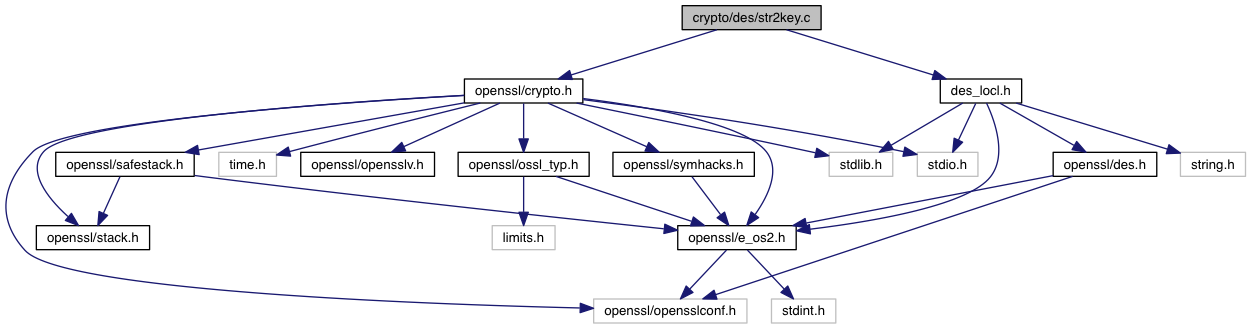 crypto/des/str2key.c
openssl/crypto.h
des_locl.h
openssl/safestack.h
time.h
openssl/opensslv.h
openssl/ossl_typ.h
openssl/symhacks.h
stdlib.h
stdio.h
openssl/des.h
string.h
openssl/stack.h
limits.h
openssl/e_os2.h
openssl/opensslconf.h
stdint.h